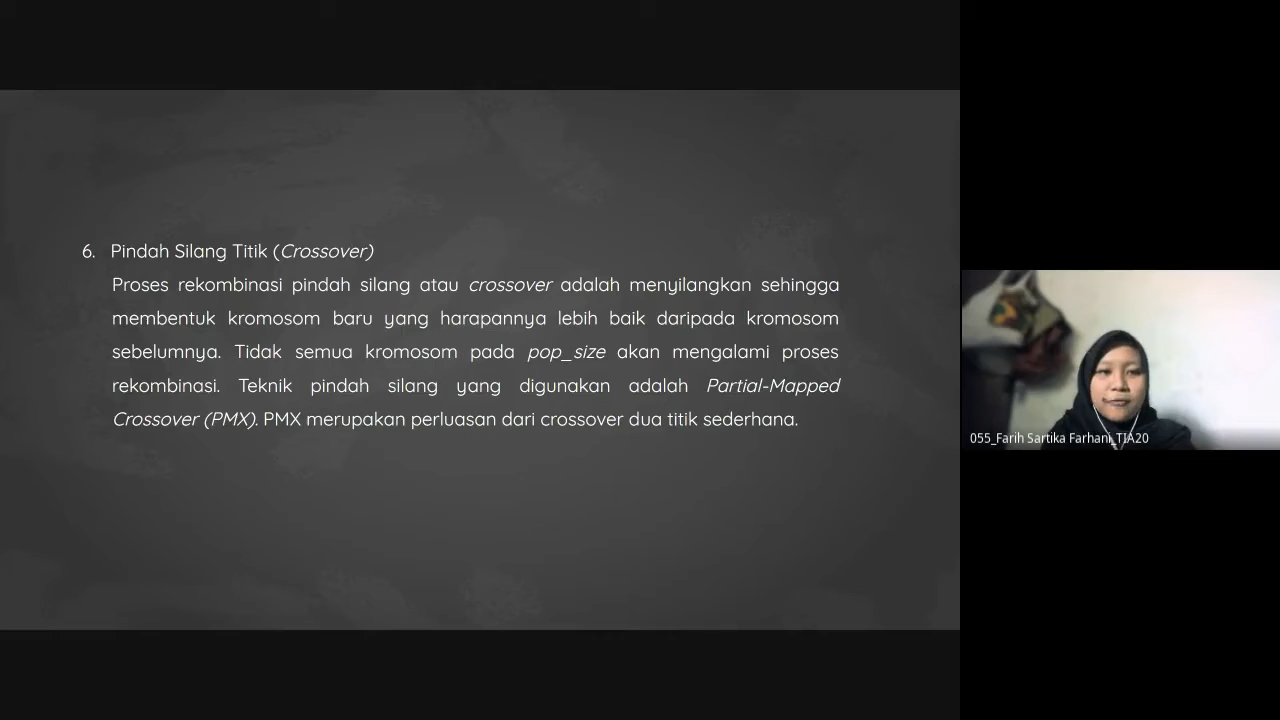 6. Pindah Silang Titik (Crossover)
Proses rekombinasi pindah silang atau crossover adalah menyilangkan sehingga
membentuk kromosom baru yang harapannya lebih baik daripada kromosom
sebelumnya. Tidak semua kromosom pada pop_size akan mengalami proses
rekombinasi. Teknik pindah silang yang digunakan adalah Partial-Mapped
Crossover (PMX). PMX merupakan perluasan dari crossover dua titik sederhana.
055_Farih Sartika Farhani_TIA20